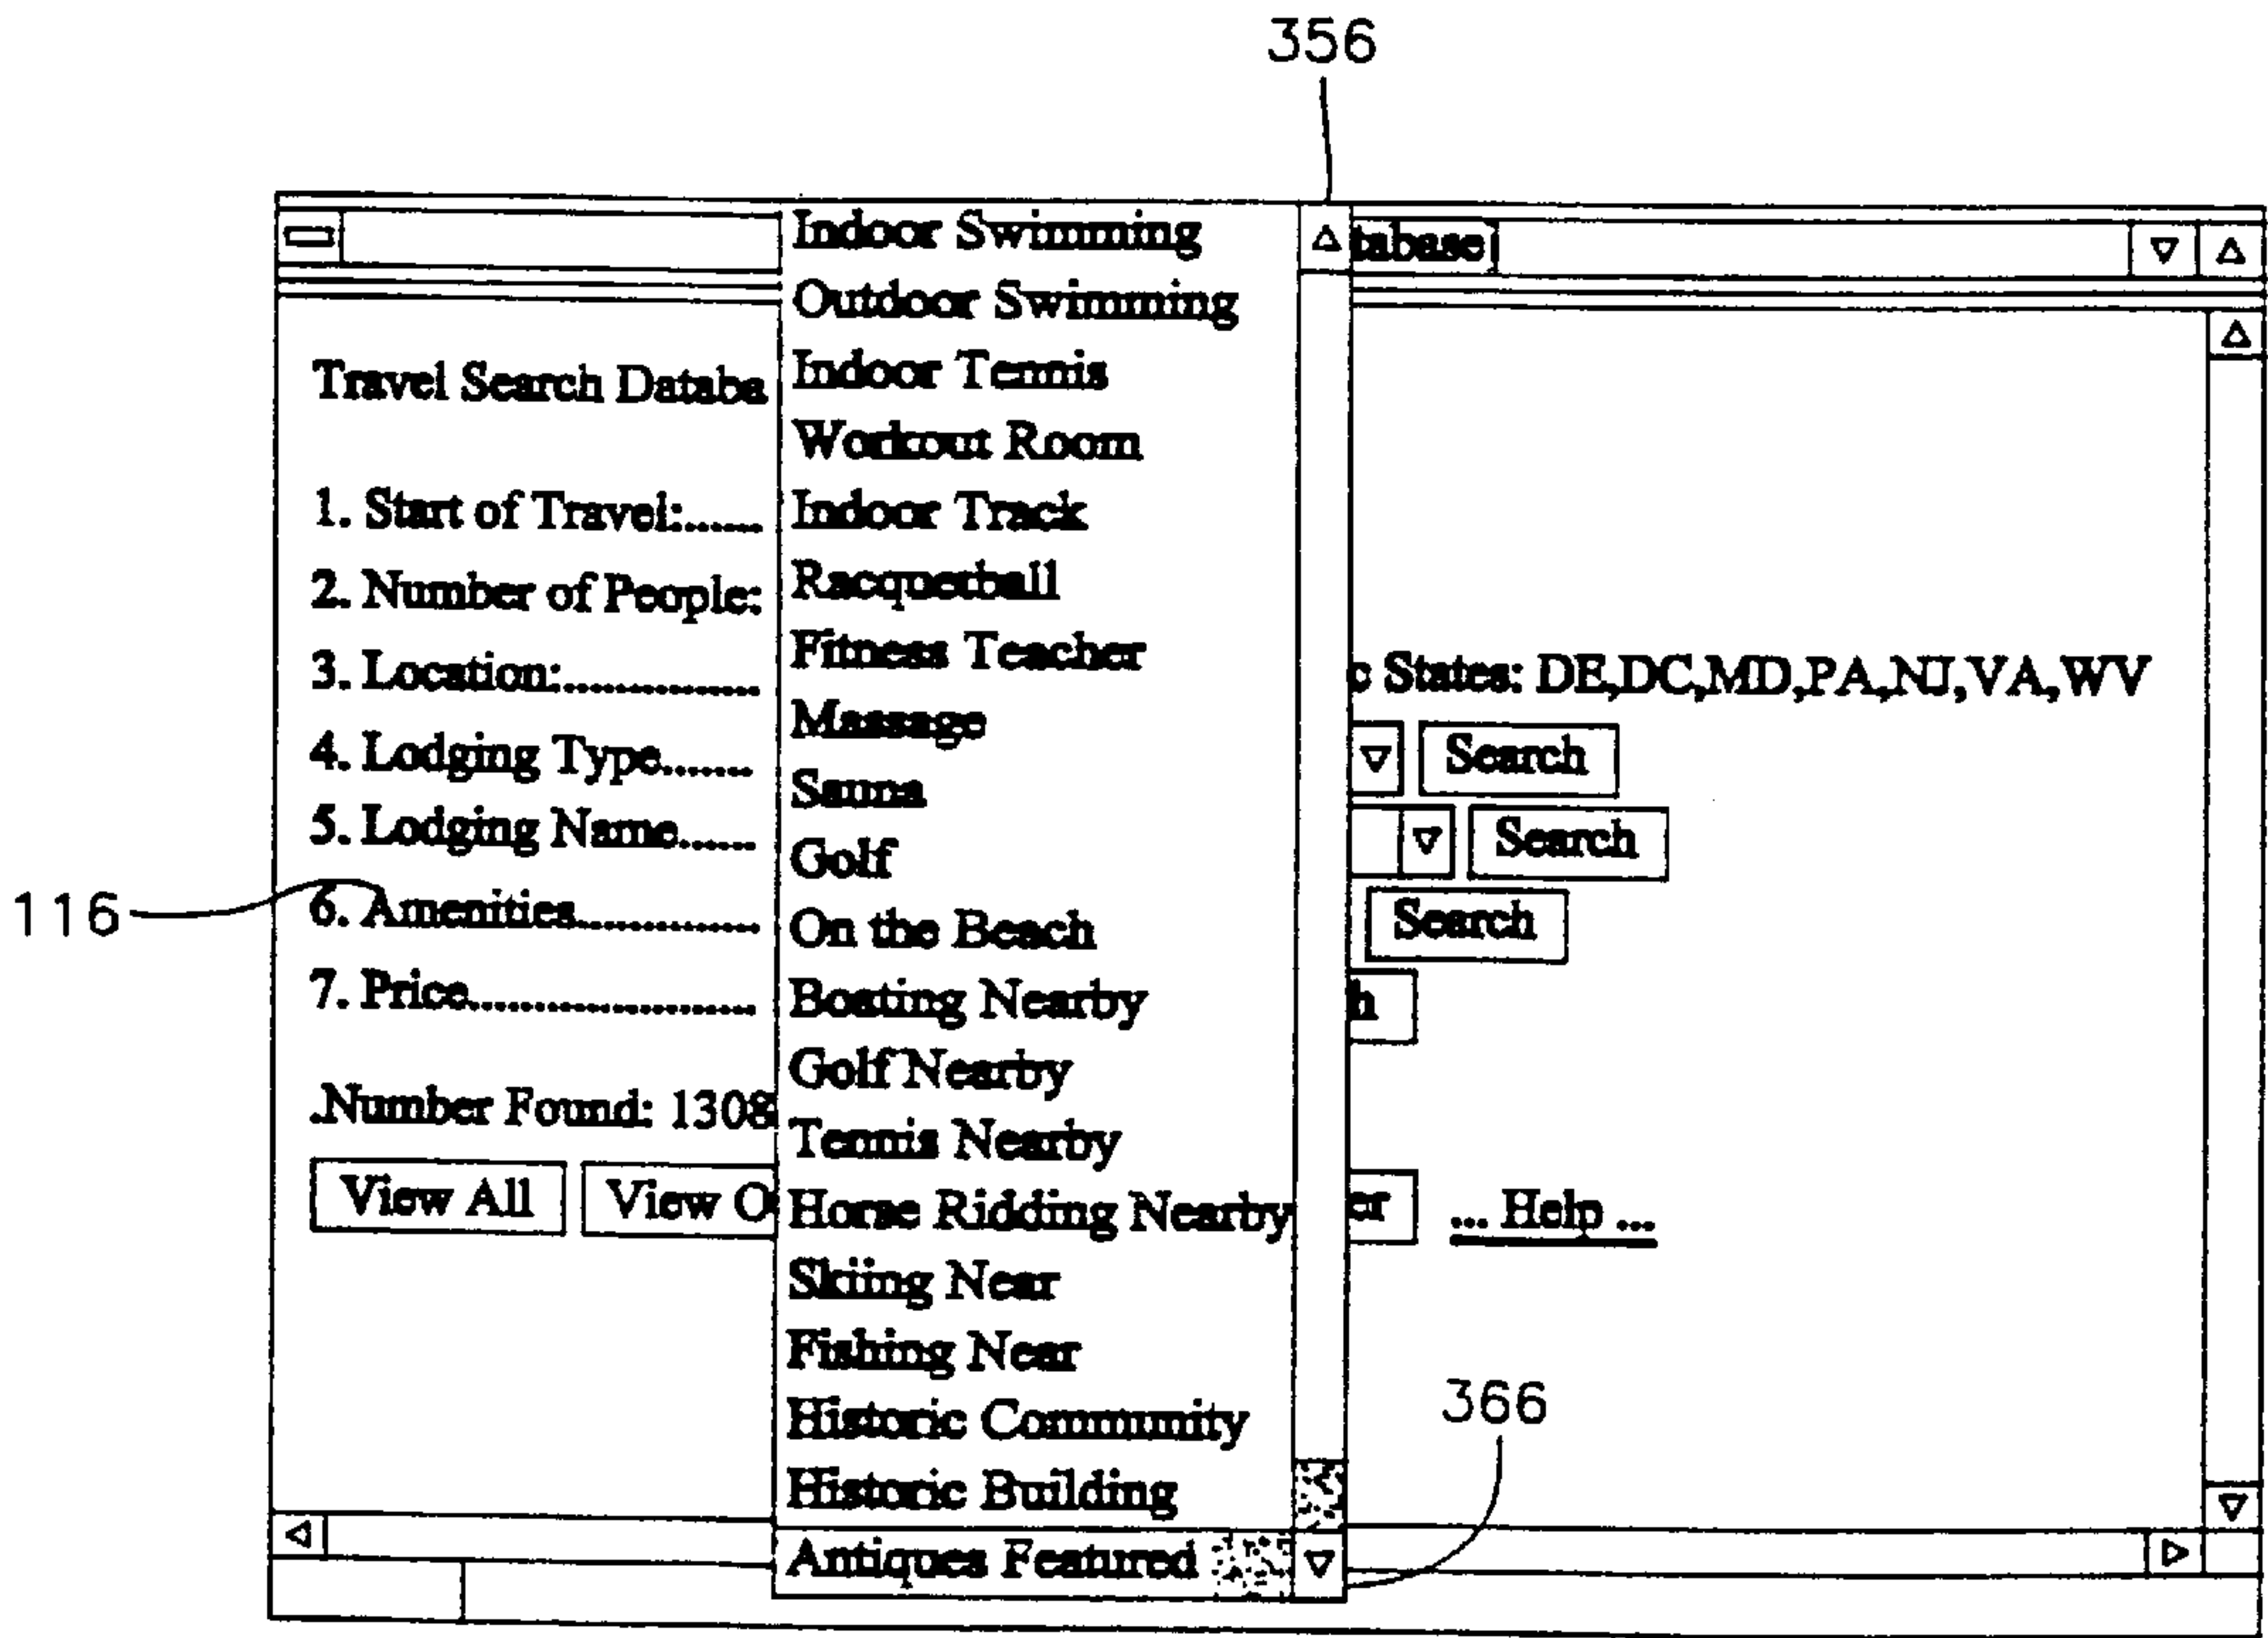 356
tabase
Travel Search Databa
1. Start of Travel:.......
2. Number of People:
3. Location:...............
4. Lodging Type.......
5. Lodging Name......
6. Amenities..............
7. Price......................
.Number Found: 1308
View All
View O
Indoor Swimming
Outdoor Swimming
Indoor Tennis
Workout Room
Indoor Track
Racquetball
Fitness Teacher
Massage
Sauna
Golf
On the Beach
Boating Nearby
Golf Nearby
Tennis Nearby
Horse Ridding Nearby
Skiing Near
Fishing Near
Historic Community
Historic Building
Antiques Featured
c States: DE,DC,MD,PA,NJ,VA,WV
Search
Search
Search
h
er
... Help ...
116
366